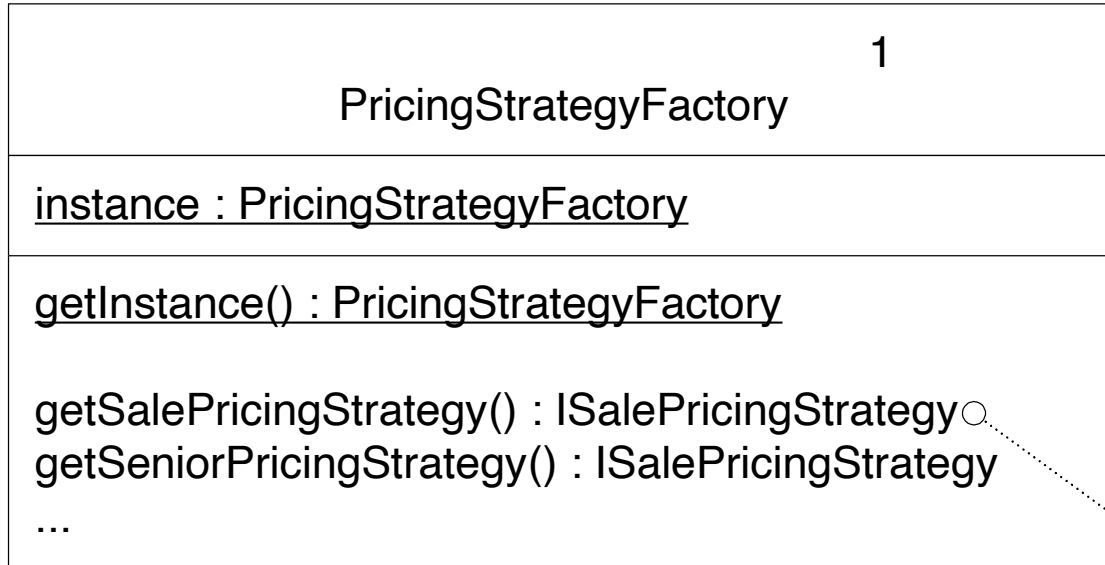 1
PricingStrategyFactory
instance : PricingStrategyFactory
getInstance() : PricingStrategyFactory
getSalePricingStrategy() : ISalePricingStrategy
getSeniorPricingStrategy() : ISalePricingStrategy
...